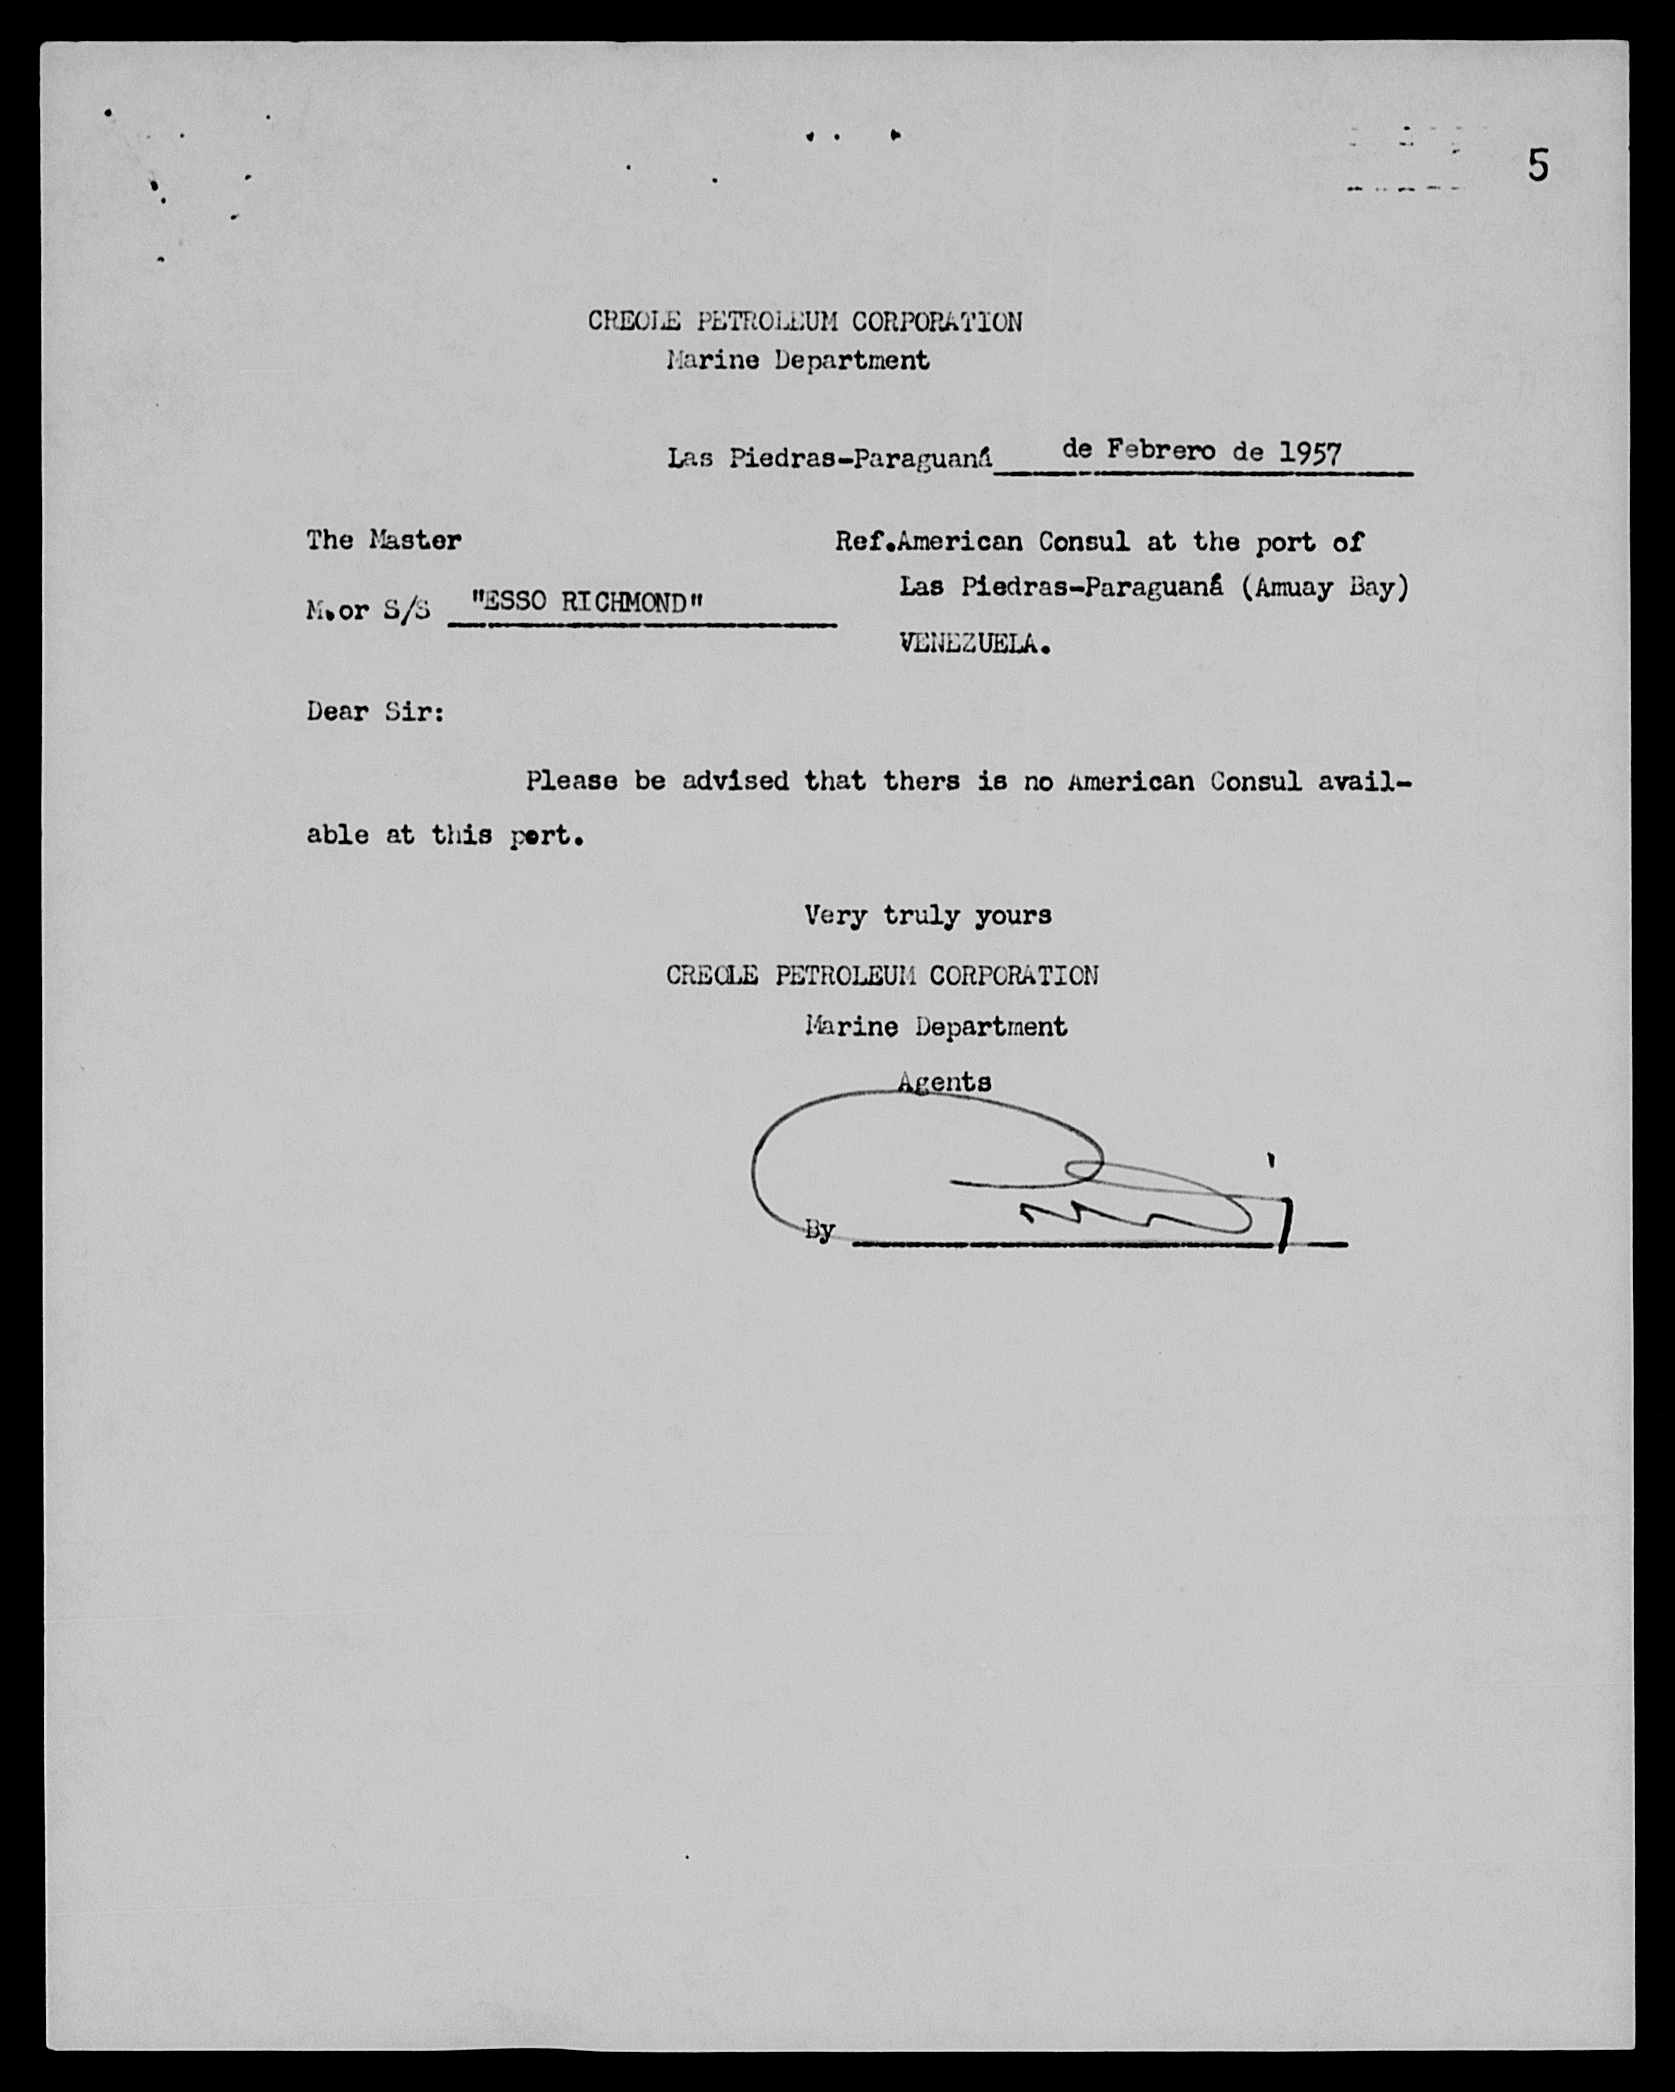 5
CREOLE PETROLEUM CORPORATION
Marine Department
Las Piedras-Paraguaná de Febrero de 1957
The Master
Ref.American Consul at the port of
Las Piedras-Paraguaná (Amuay Bay)
M.or S/S "ESSO RICHMOND"
VENEZUELA.
Dear Sir:
Please be advised that thers is no American Consul avail-
able at this port.
Very truly yours
CREOLE PETROLEUM CORPORATION
Marine Department
Agents
By